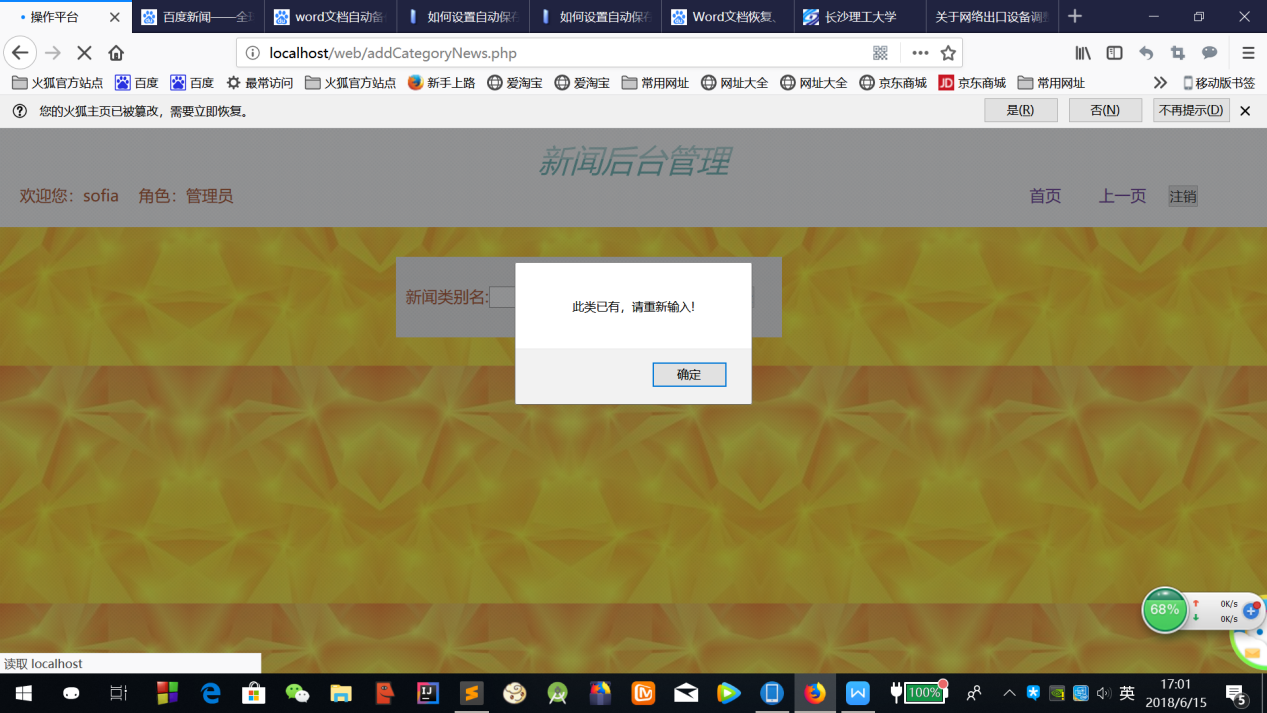 操作平台 百度新闻——全 word文档自动备 如何设置自动保存 如何设置自动保存 Word文档恢复、 长沙理工大学 关于网络出口设备调整
localhost/web/addCategoryNews.php
火狐官方站点 百度 百度 最常访问 火狐官方站点 新手上路 爱淘宝 爱淘宝 常用网址 网址大全 网址大全 京东商城 JD 京东商城 常用网址 移动版书签
您的火狐主页已被篡改，需要立即恢复。 是(R) 否(N) 不再提示(D)
新闻后台管理
欢迎您：sofia 角色：管理员 首页 上一页 注销
新闻类别名:
此类已有，请重新输入！
确定
68% 0K/s
0K/s
读取 localhost
100% 英 17:01
2018/6/15 5